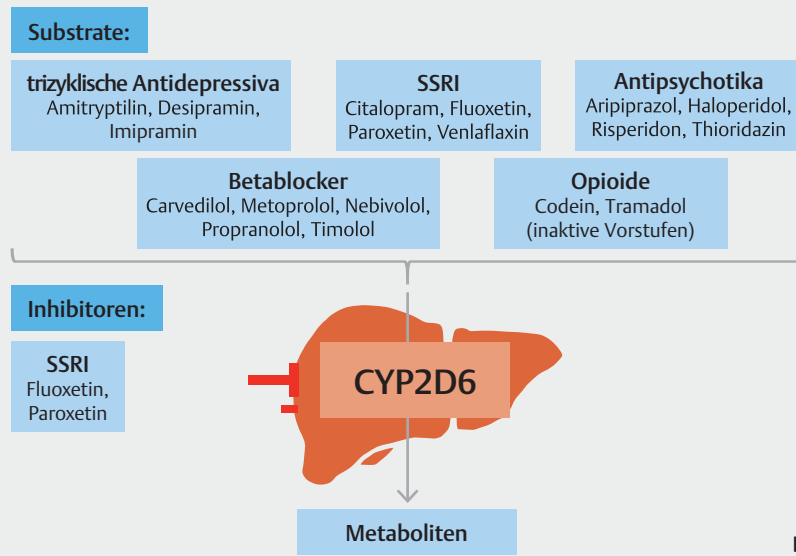 Substrate:
trizyklische Antidepressiva
Amitryptilin, Desipramin,
Imipramin
SSRI
Citalopram, Fluoxetin,
Paroxetin, Venlaflaxin
Antipsychotika
Aripiprazol, Haloperidol,
Risperidon, Thioridazin
Betablocker
Carvedilol, Metoprolol, Nebivolol,
Propranolol, Timolol
Opioide
Codein, Tramadol
(inaktive Vorstufen)
Inhibitoren:
SSRI
Fluoxetin,
Paroxetin
CYP2D6
Metaboliten